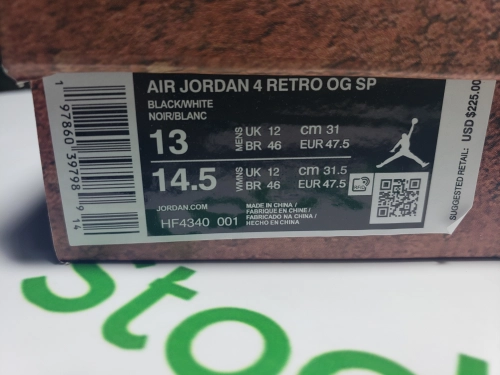 AIR JORDAN 4 RETRO OG SP
BLACK/WHITE
NOIR/BLANC
13 MENS UK 12 CM 31
BR 46 EUR 47.5
14.5 WMNS UK 12 CM 31.5
BR 46 EUR 47.5
JORDAN.COM
HF4340 001
MADE IN CHINA /
FABRIQUE EN CHINE /
FABRICADO NA CHINA /
HECHO EN CHINA
SUGGESTED RETAIL: USD $225.00
1 97860 39798 9 14
Stoc